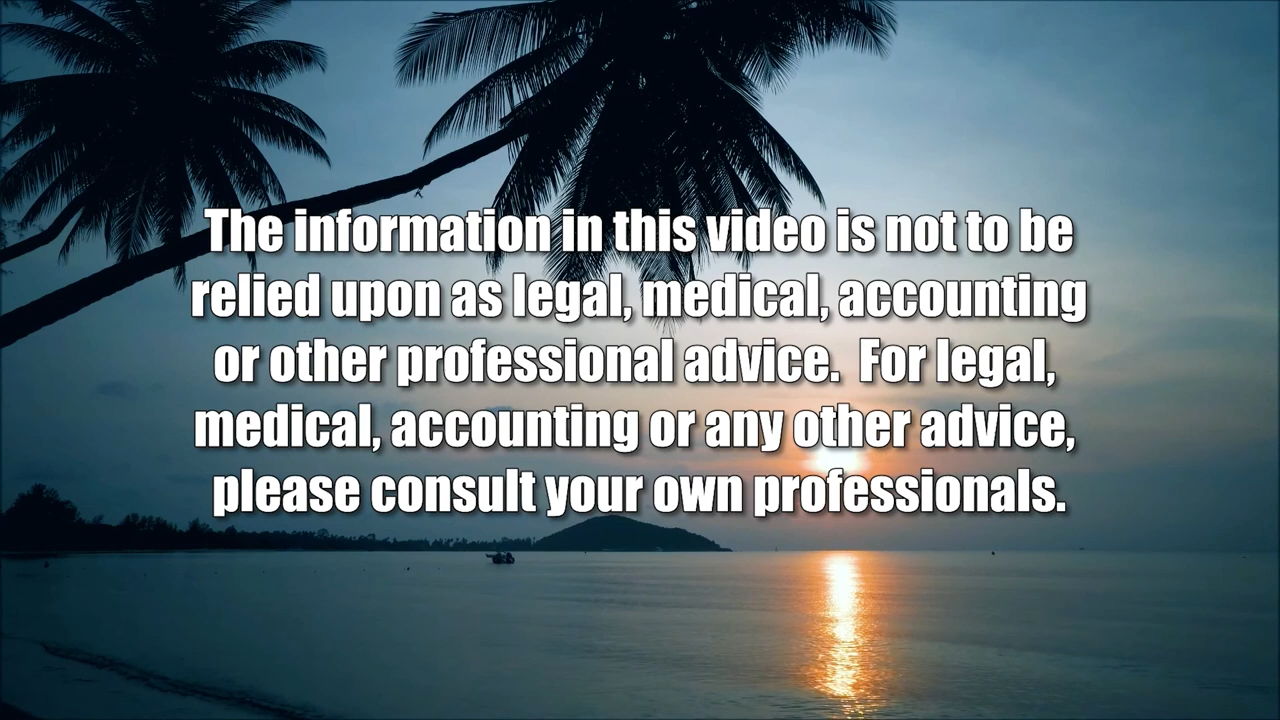 The information in this video is not to be
relied upon as legal, medical, accounting
or other professional advice.  For legal,
medical, accounting or any other advice,
please consult your own professionals.